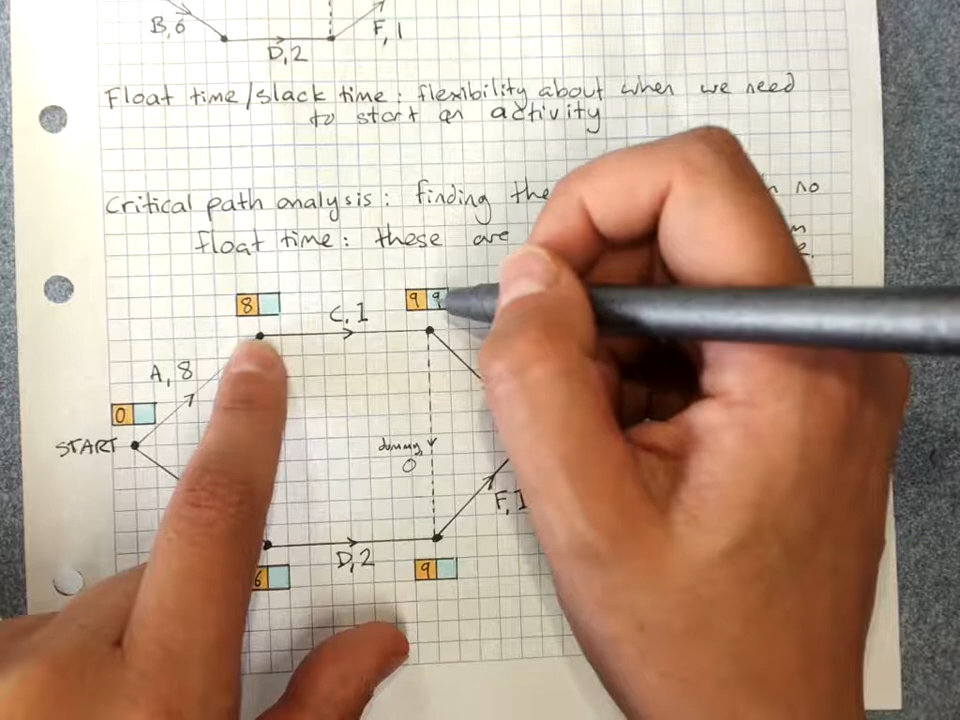 B, 6
F, 1
D, 2
Float time/slack time: flexibility about when we need
to start an activity
Critical path analysis: finding the no
float time: these are
8
9 9
C, 1
A, 8
0
START
dummy,
0
F, 1
D, 2
6
9